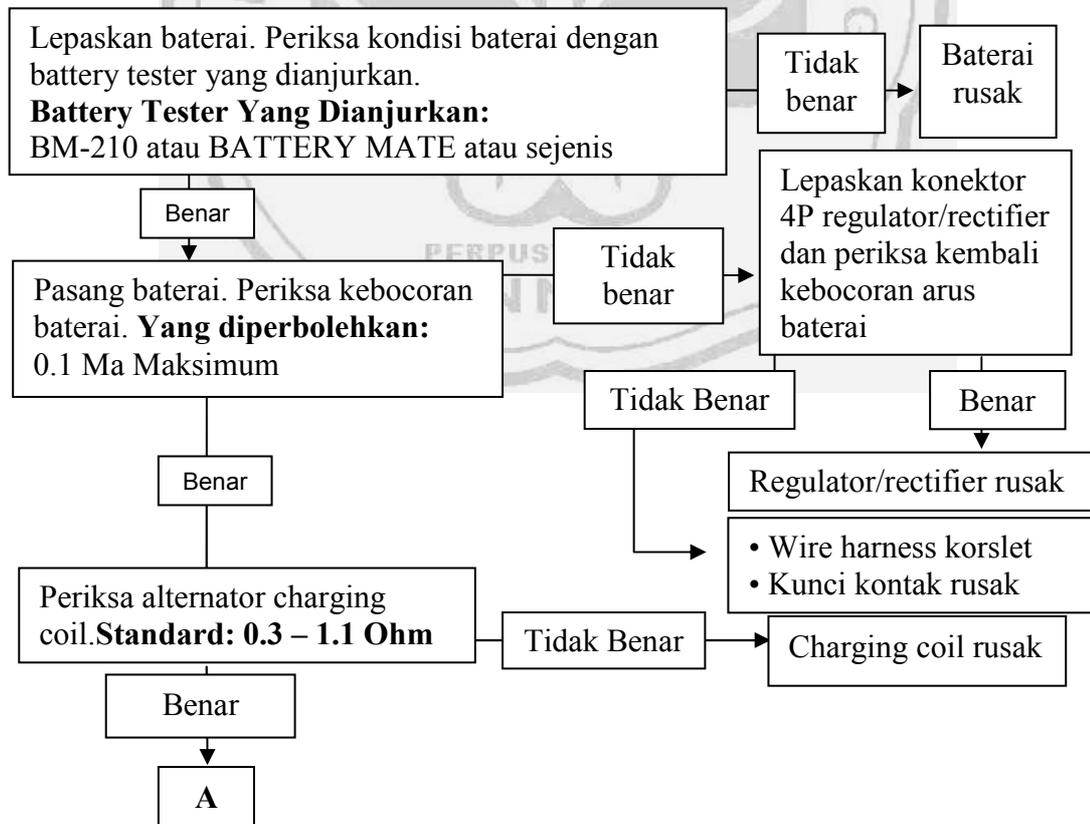 Lepaskan baterai. Periksa kondisi baterai dengan
battery tester yang dianjurkan.
Battery Tester Yang Dianjurkan:
BM-210 atau BATTERY MATE atau sejenis
Tidak
benar
Baterai
rusak
Benar
Pasang baterai. Periksa kebocoran
baterai. Yang diperbolehkan:
0.1 Ma Maksimum
Tidak
benar
Lepaskan konektor
4P regulator/rectifier
dan periksa kembali
kebocoran arus
baterai
Tidak Benar
Benar
Regulator/rectifier rusak
• Wire harness korslet
• Kunci kontak rusak
Benar
Periksa alternator charging
coil.Standard: 0.3 – 1.1 Ohm
Tidak Benar
Charging coil rusak
Benar
A